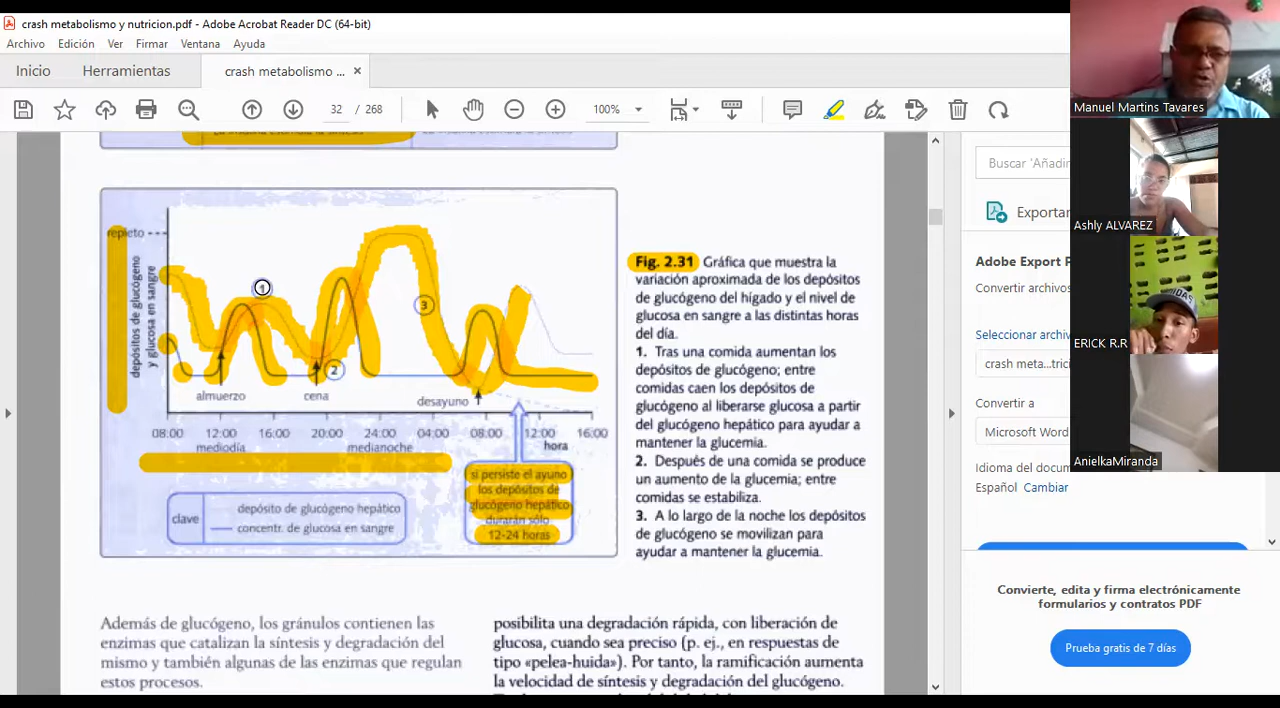 crash metabolismo y nutricion.pdf - Adobe Acrobat Reader DC (64-bit)
Archivo Edición Ver Firmar Ventana Ayuda
Inicio Herramientas crash metabolismo ... ×
32 / 268 100%
Manuel Martins Tavares
Ashly ALVAREZ
ERICK R.R
AnielkaMiranda
repleto
depósitos de glucógeno
y glucosa en sangre
1
2
3
almuerzo cena desayuno
08:00 12:00 16:00 20:00 24:00 04:00 08:00 12:00 16:00
mediodía medianoche hora
si persiste el ayuno
los depósitos de
glucógeno hepático
durarán sólo
12-24 horas
clave
depósito de glucógeno hepático
concentr. de glucosa en sangre
Fig. 2.31 Gráfica que muestra la
variación aproximada de los depósitos
de glucógeno del hígado y el nivel de
glucosa en sangre a las distintas horas
del día.
1. Tras una comida aumentan los
depósitos de glucógeno; entre
comidas caen los depósitos de
glucógeno al liberarse glucosa a partir
del glucógeno hepático para ayudar a
mantener la glucemia.
2. Después de una comida se produce
un aumento de la glucemia; entre
comidas se estabiliza.
3. A lo largo de la noche los depósitos
de glucógeno se movilizan para
ayudar a mantener la glucemia.
Además de glucógeno, los gránulos contienen las
enzimas que catalizan la síntesis y degradación del
mismo y también algunas de las enzimas que regulan
estos procesos.
posibilita una degradación rápida, con liberación de
glucosa, cuando sea preciso (p. ej., en respuestas de
tipo «pelea-huida»). Por tanto, la ramificación aumenta
la velocidad de síntesis y degradación del glucógeno.
Buscar 'Añadi
Exportar
Adobe Export P
Convertir archivos
Seleccionar archiv
crash meta...tric
Convertir a
Microsoft Word
Idioma del docum
Español Cambiar
Convierte, edita y firma electrónicamente
formularios y contratos PDF
Prueba gratis de 7 días